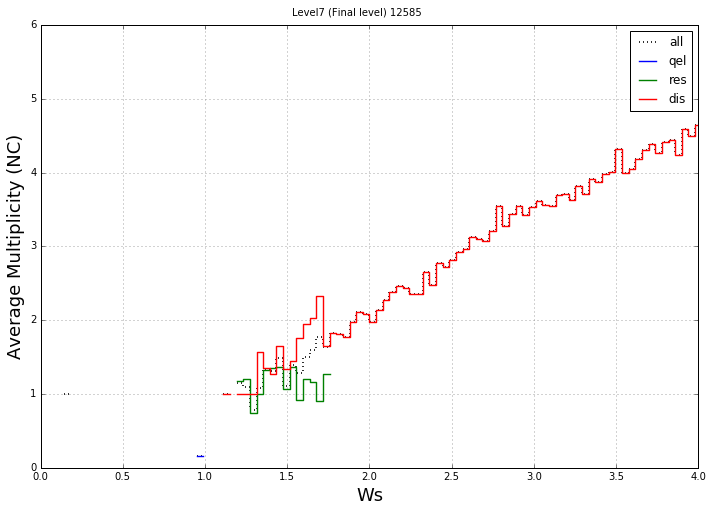 Level7 (Final level) 12585
6
5
4
3
2
1
0
Average Multiplicity (NC)
all
qel
res
dis
0.0 0.5 1.0 1.5 2.0 2.5 3.0 3.5 4.0
Ws